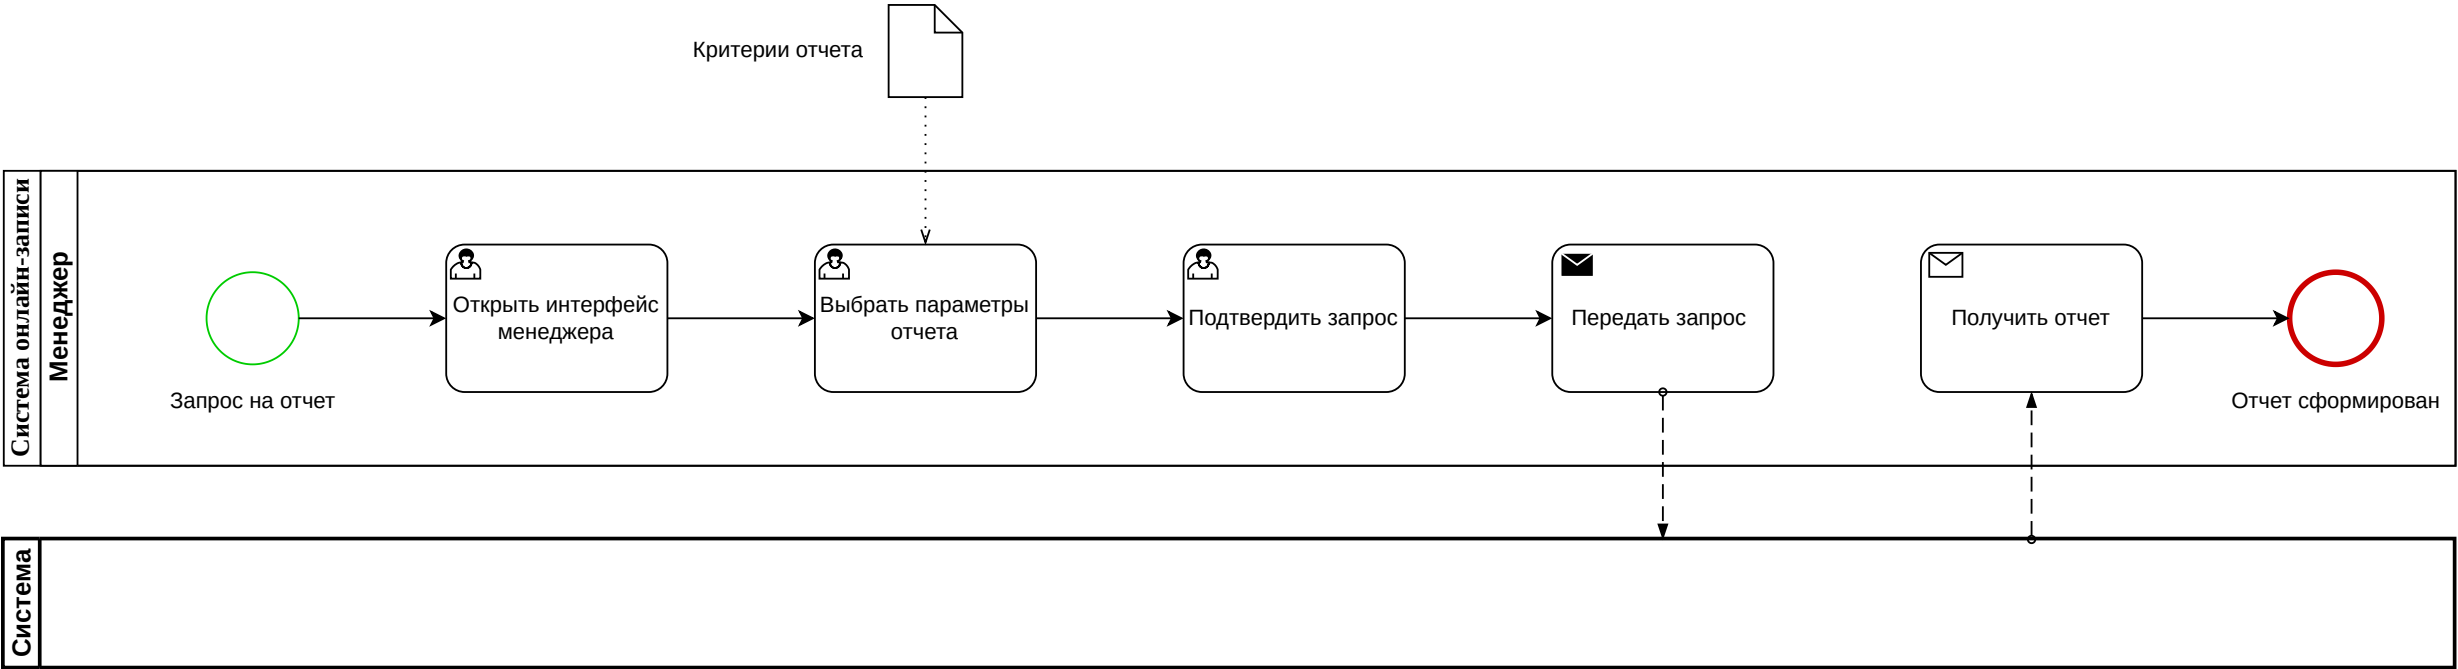 Критерии отчета
Система онлайн-записи
Менеджер
Запрос на отчет
Открыть интерфейс
менеджера
Выбрать параметры
отчета
Подтвердить запрос
Передать запрос
Получить отчет
Отчет сформирован
Система